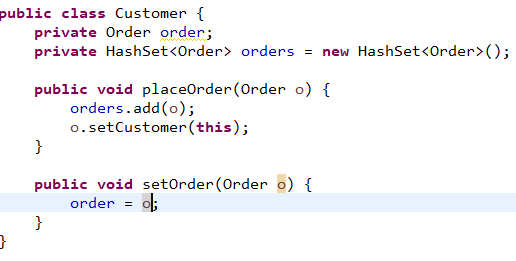 public class Customer {
private Order order;
private HashSet<Order> orders = new HashSet<Order>();
public void placeOrder(Order o) {
orders.add(o);
o.setCustomer(this);
}
public void setOrder(Order o) {
order = o;
}
}